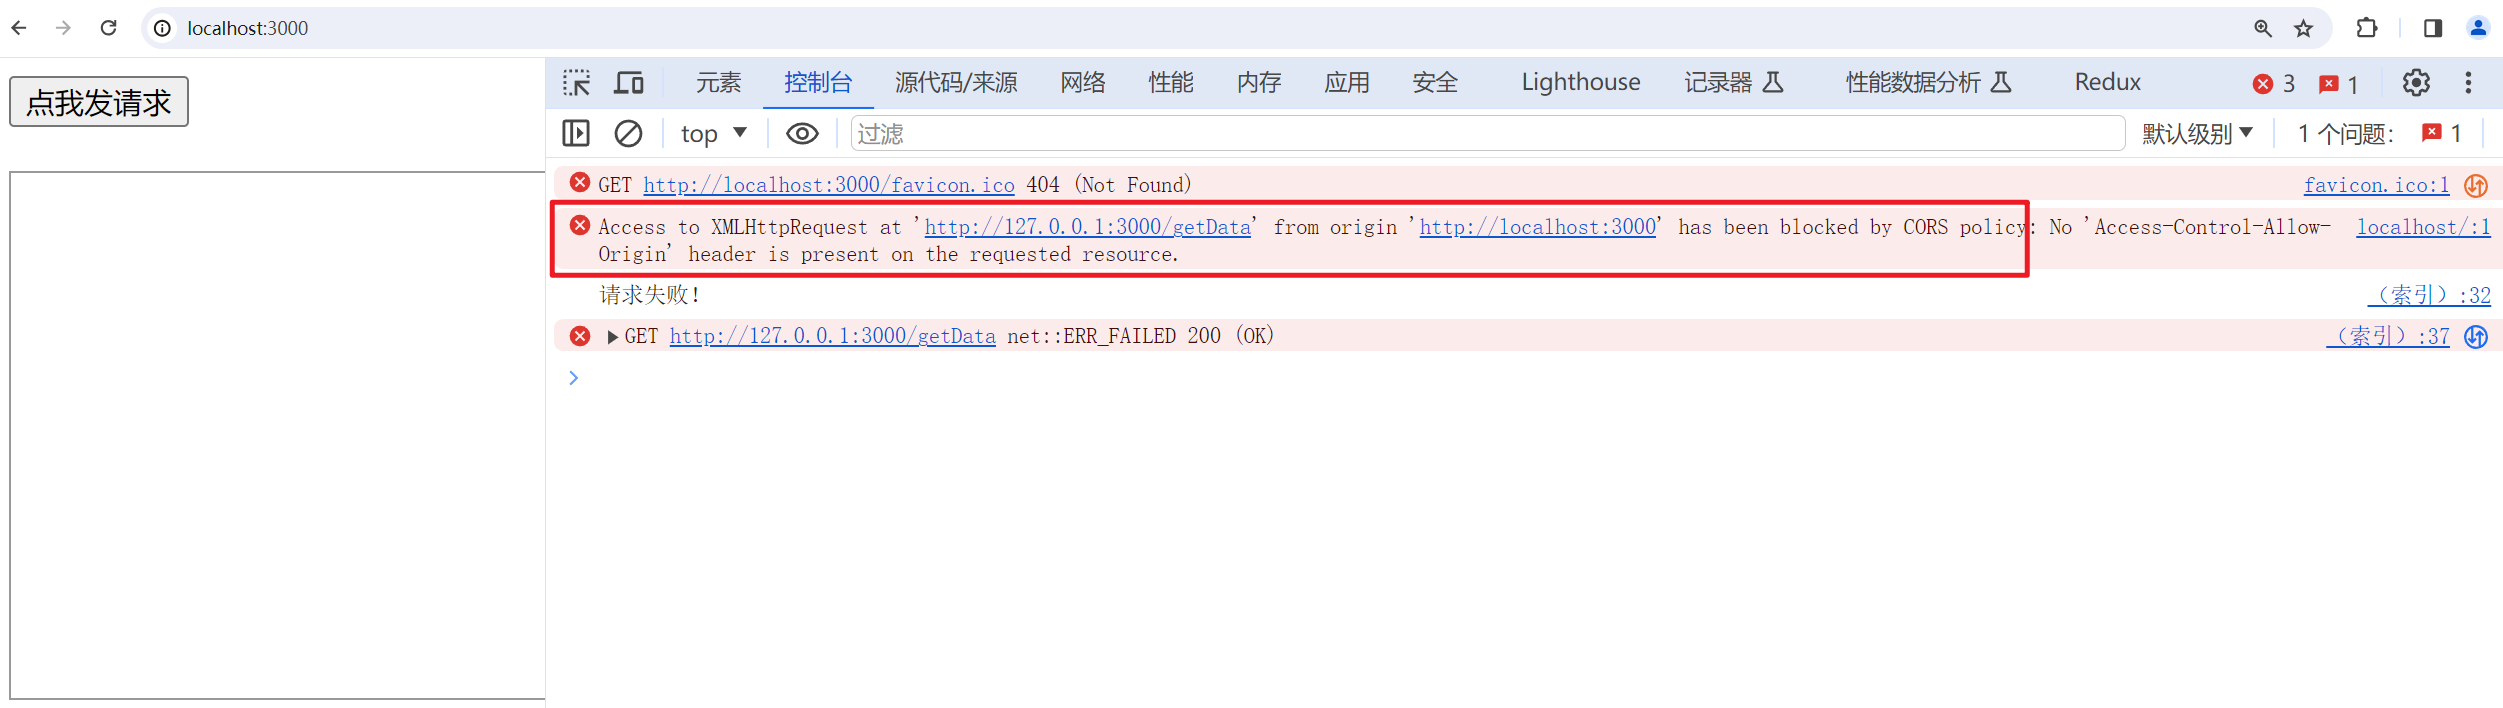 localhost:3000
点我发请求
元素 控制台 源代码/来源 网络 性能 内存 应用 安全 Lighthouse 记录器 性能数据分析 Redux 3 1
top 过滤 默认级别 1 个问题: 1
GET http://localhost:3000/favicon.ico 404 (Not Found) favicon.ico:1
Access to XMLHttpRequest at 'http://127.0.0.1:3000/getData' from origin 'http://localhost:3000' has been blocked by CORS policy: No 'Access-Control-Allow- localhost/:1
Origin' header is present on the requested resource.
请求失败! (索引):32
GET http://127.0.0.1:3000/getData net::ERR_FAILED 200 (OK) (索引):37